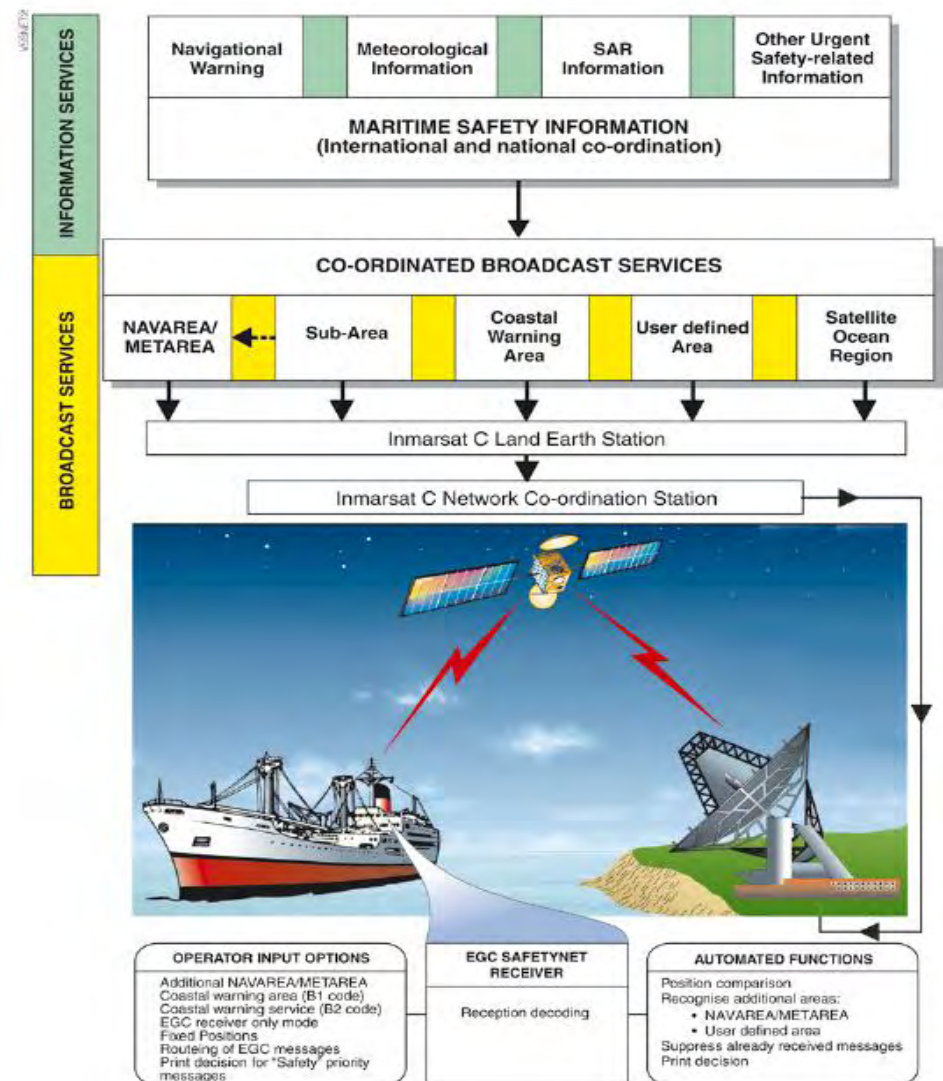 INFORMATION SERVICES
Navigational
Warning
Meteorological
Information
SAR
Information
Other Urgent
Safety-related
Information
MARITIME SAFETY INFORMATION
(International and national co-ordination)
BROADCAST SERVICES
CO-ORDINATED BROADCAST SERVICES
NAVAREA/
METAREA
Sub-Area
Coastal
Warning
Area
User defined
Area
Satellite
Ocean
Region
Inmarsat C Land Earth Station
Inmarsat C Network Co-ordination Station
OPERATOR INPUT OPTIONS
Additional NAVAREA/METAREA
Coastal warning area (B1 code)
Coastal warning service (B2 code)
EGC receiver only mode
Fixed Positions
Routeing of EGC messages
Print decision for "Safety" priority
messages
EGC SAFETYNET
RECEIVER
Reception decoding
AUTOMATED FUNCTIONS
Position comparison
Recognise additional areas:
• NAVAREA/METAREA
• User defined area
Suppress already received messages
Print decision